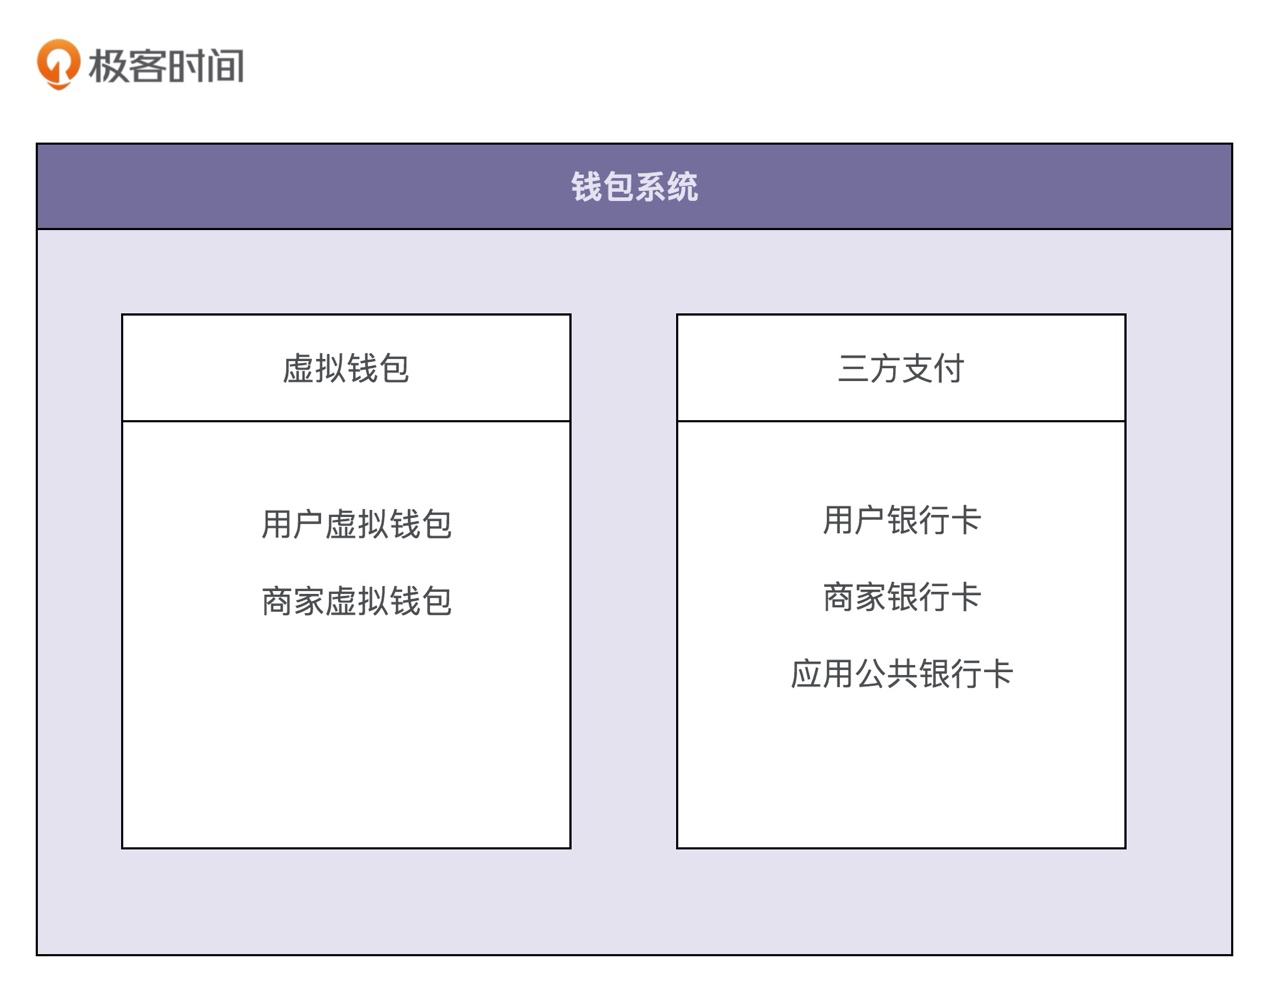 极客时间
钱包系统
虚拟钱包
用户虚拟钱包
商家虚拟钱包
三方支付
用户银行卡
商家银行卡
应用公共银行卡